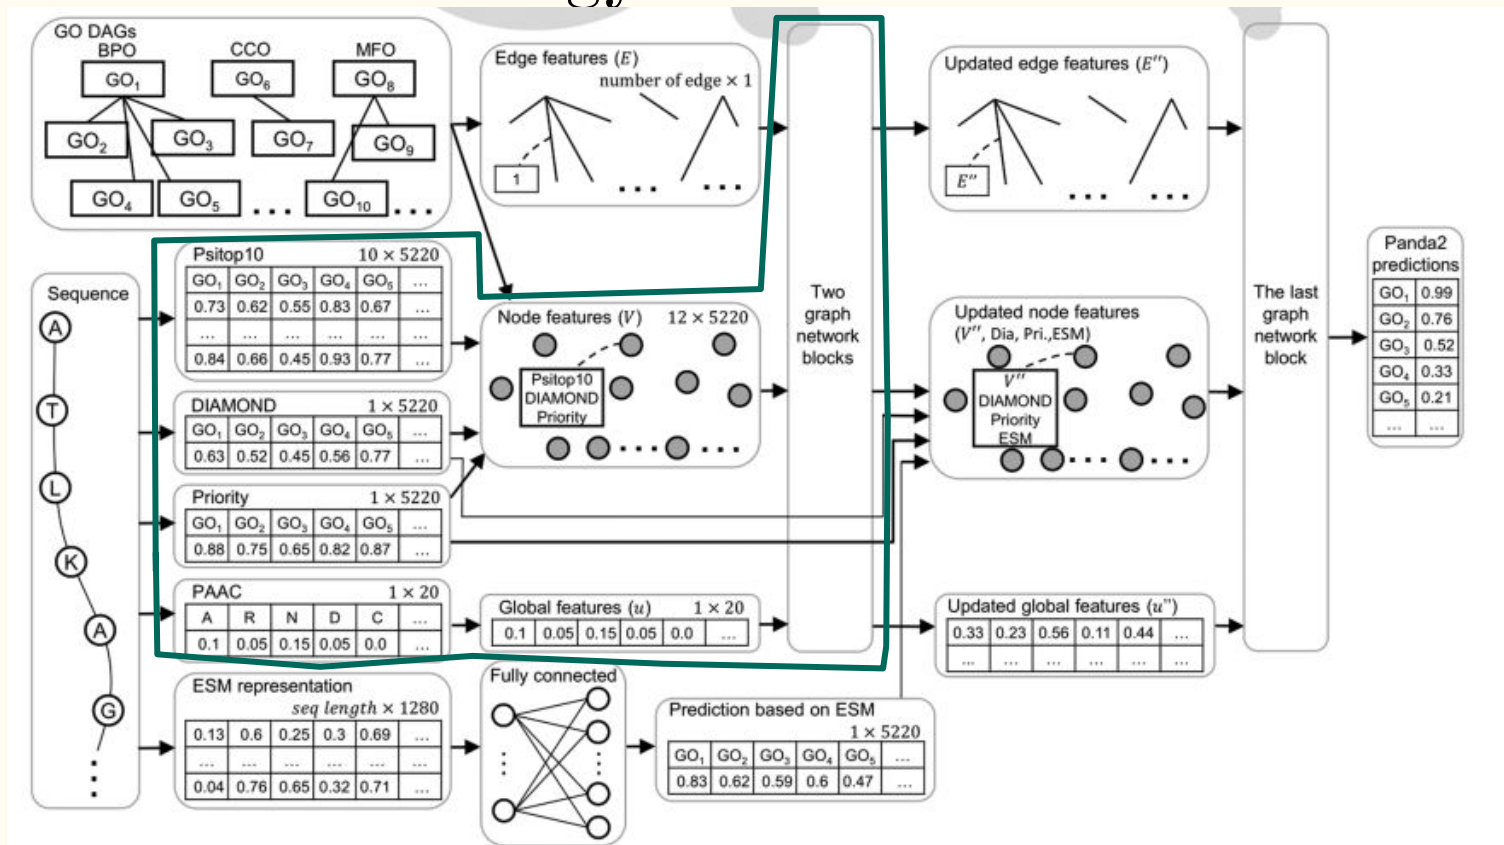 GO DAGs
BPO CCO MFO
GO1 GO6 GO8
GO2 GO3 GO7 GO9
GO4 GO5 ... GO10 ...
Edge features (E)
number of edge × 1
1 ... ...
Updated edge features (E'')
E'' ... ...
Sequence
A
T
L
K
A
G
Psitop10 10 × 5220
GO1 GO2 GO3 GO4 GO5 ...
0.73 0.62 0.55 0.83 0.67 ...
... ... ... ... ... ...
0.84 0.66 0.45 0.93 0.77 ...
DIAMOND 1 × 5220
GO1 GO2 GO3 GO4 GO5 ...
0.63 0.52 0.45 0.56 0.77 ...
Priority 1 × 5220
GO1 GO2 GO3 GO4 GO5 ...
0.88 0.75 0.65 0.82 0.87 ...
PAAC 1 × 20
A R N D C ...
0.1 0.05 0.15 0.05 0.0 ...
ESM representation
seq length × 1280
0.13 0.6 0.25 0.3 0.69 ...
... ... ... ... ... ...
0.04 0.76 0.65 0.32 0.71 ...
Node features (V) 12 × 5220
Psitop10
DIAMOND
Priority
... ...
Global features (u) 1 × 20
0.1 0.05 0.15 0.05 0.0 ...
Fully connected
Prediction based on ESM
1 × 5220
GO1 GO2 GO3 GO4 GO5 ...
0.83 0.62 0.59 0.6 0.47 ...
Two
graph
network
blocks
Updated node features
(V'', Dia, Pri.,ESM)
V''
DIAMOND
Priority
ESM
... ...
Updated global features (u")
0.33 0.23 0.56 0.11 0.44 ...
... ... ... ... ... ...
The last
graph
network
block
Panda2
predictions
GO1 0.99
GO2 0.76
GO3 0.52
GO4 0.33
GO5 0.21
... ...